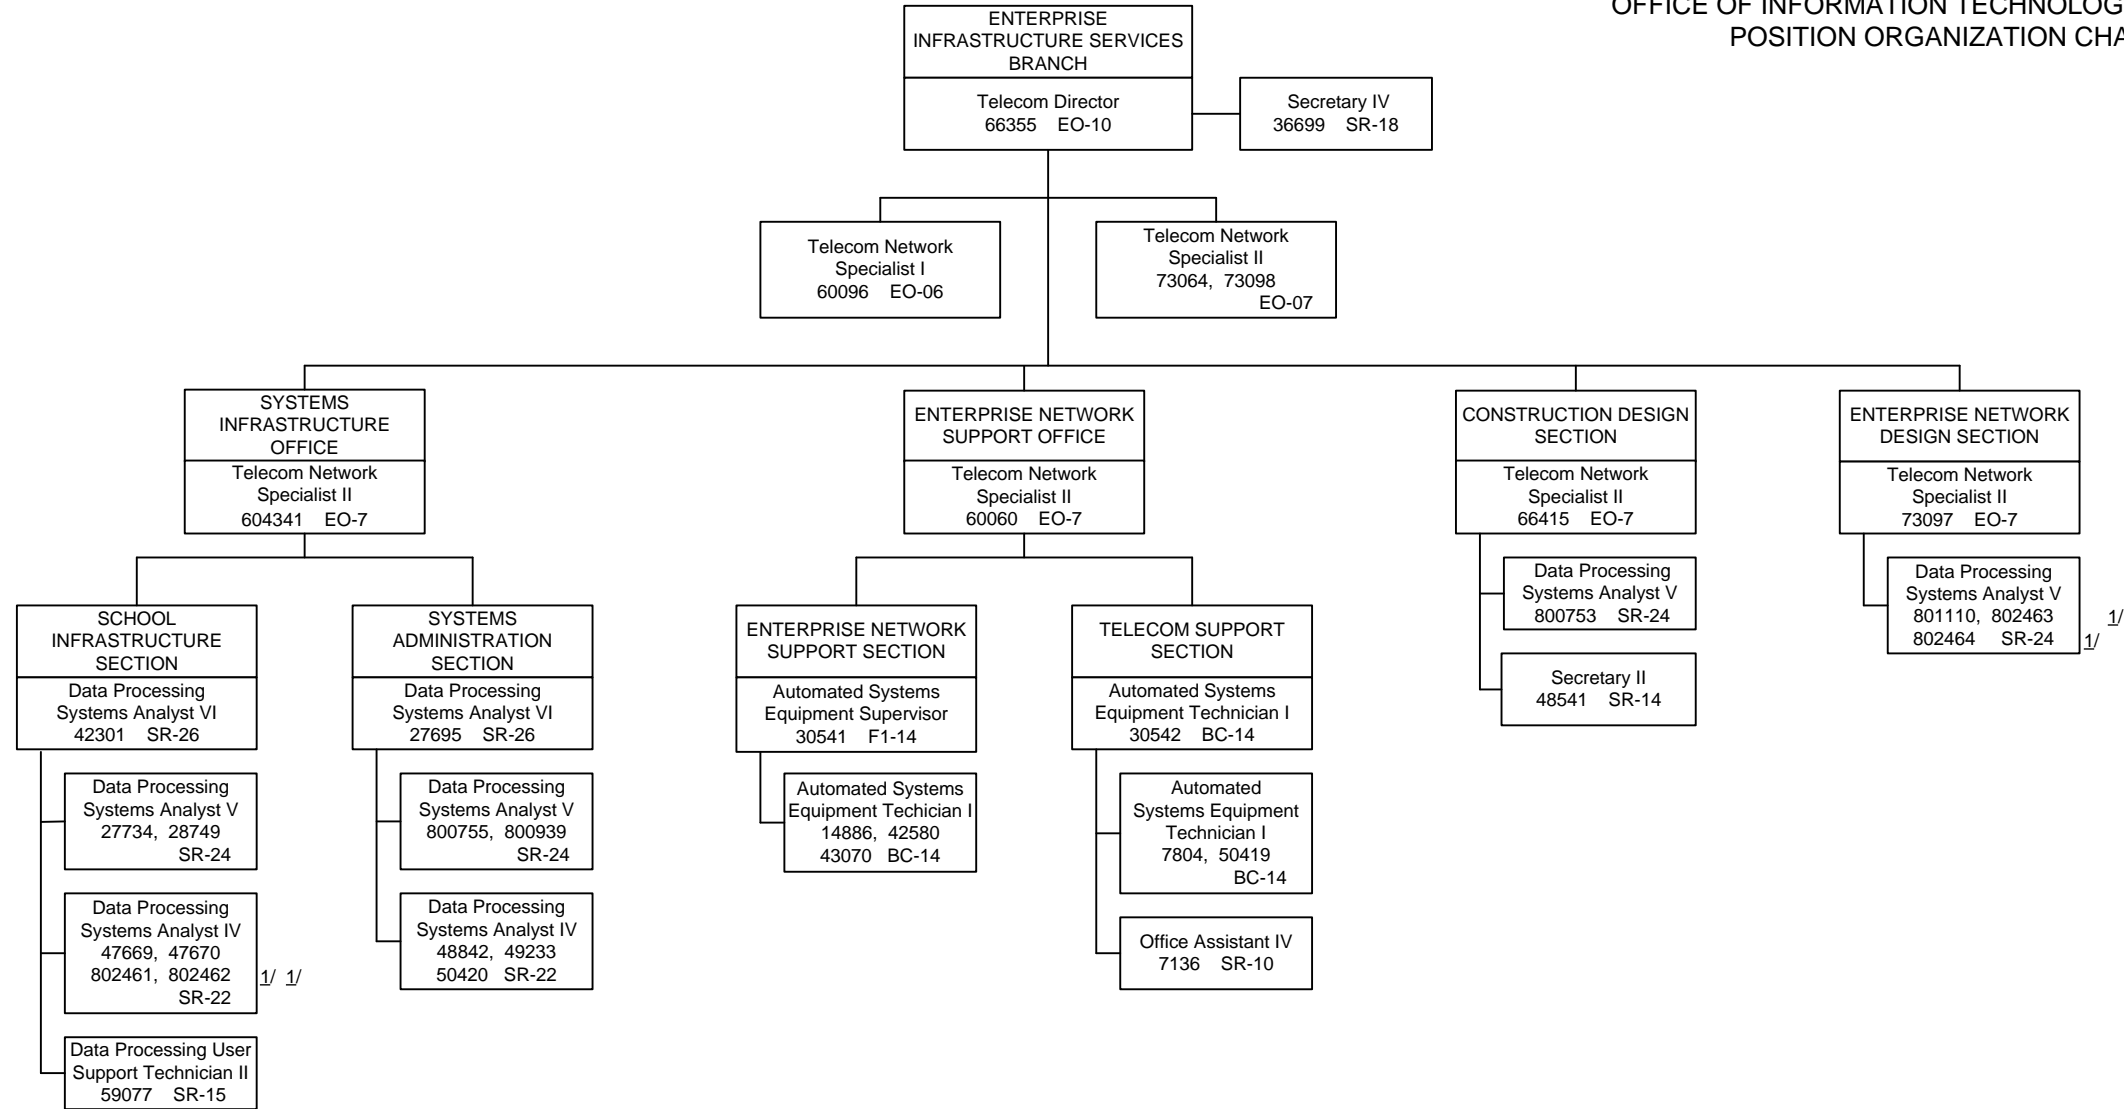 OFFICE OF INFORMATION TECHNOLOG
POSITION ORGANIZATION CHA
ENTERPRISE
INFRASTRUCTURE SERVICES
BRANCH
Telecom Director
66355 EO-10
Secretary IV
36699 SR-18
Telecom Network
Specialist I
60096 EO-06
Telecom Network
Specialist II
73064, 73098
EO-07
SYSTEMS
INFRASTRUCTURE
OFFICE
Telecom Network
Specialist II
604341 EO-7
ENTERPRISE NETWORK
SUPPORT OFFICE
Telecom Network
Specialist II
60060 EO-7
CONSTRUCTION DESIGN
SECTION
Telecom Network
Specialist II
66415 EO-7
ENTERPRISE NETWORK
DESIGN SECTION
Telecom Network
Specialist II
73097 EO-7
SCHOOL
INFRASTRUCTURE
SECTION
Data Processing
Systems Analyst VI
42301 SR-26
Data Processing
Systems Analyst V
27734, 28749
SR-24
Data Processing
Systems Analyst IV
47669, 47670
802461, 802462
SR-22
1/ 1/
Data Processing User
Support Technician II
59077 SR-15
SYSTEMS
ADMINISTRATION
SECTION
Data Processing
Systems Analyst VI
27695 SR-26
Data Processing
Systems Analyst V
800755, 800939
SR-24
Data Processing
Systems Analyst IV
48842, 49233
50420 SR-22
ENTERPRISE NETWORK
SUPPORT SECTION
Automated Systems
Equipment Supervisor
30541 F1-14
Automated Systems
Equipment Techician I
14886, 42580
43070 BC-14
TELECOM SUPPORT
SECTION
Automated Systems
Equipment Technician I
30542 BC-14
Automated
Systems Equipment
Technician I
7804, 50419
BC-14
Office Assistant IV
7136 SR-10
Data Processing
Systems Analyst V
800753 SR-24
Secretary II
48541 SR-14
Data Processing
Systems Analyst V
801110, 802463 1/
802464 SR-24 1/